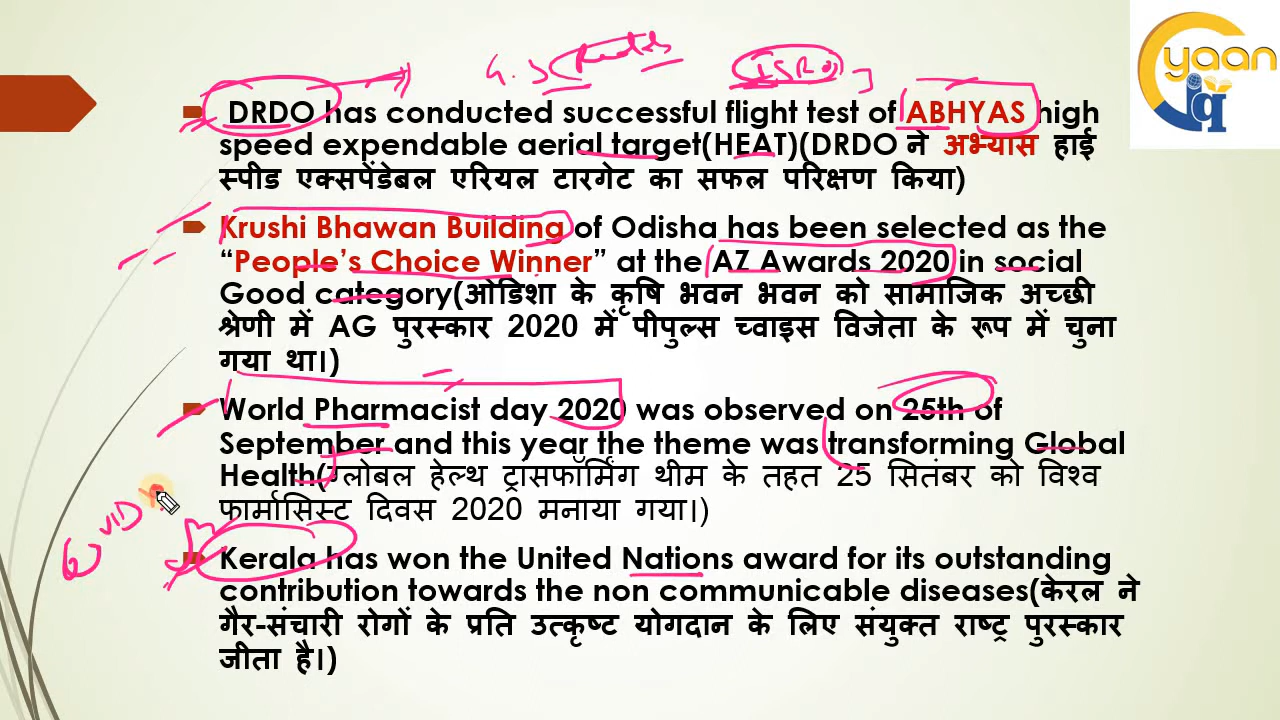 yaan
iq
G. S Reddy ISRO
DRDO has conducted successful flight test of ABHYAS high
speed expendable aerial target(HEAT)(DRDO ने अभ्यास हाई
स्पीड एक्सपेंडेबल एरियल टारगेट का सफल परिक्षण किया)
Krushi Bhawan Building of Odisha has been selected as the
“People’s Choice Winner” at the AZ Awards 2020 in social
Good category(ओडिशा के कृषि भवन भवन को सामाजिक अच्छी
श्रेणी में AG पुरस्कार 2020 में पीपुल्स च्वाइस विजेता के रूप में चुना
गया था।)
World Pharmacist day 2020 was observed on 25th of
September and this year the theme was transforming Global
Health(ग्लोबल हेल्थ ट्रांसफॉर्मिंग थीम के तहत 25 सितंबर को विश्व
फार्मासिस्ट दिवस 2020 मनाया गया।)
Kerala has won the United Nations award for its outstanding
contribution towards the non communicable diseases(केरल ने
गैर-संचारी रोगों के प्रति उत्कृष्ट योगदान के लिए संयुक्त राष्ट्र पुरस्कार
जीता है।)